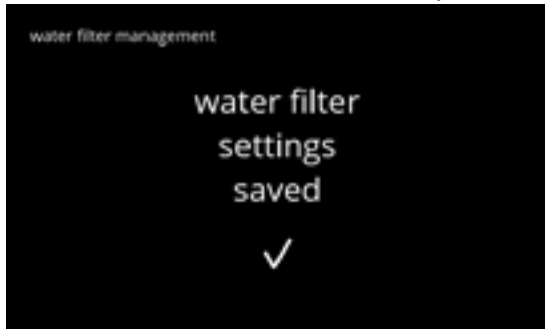 water filter management
water filter
settings
saved